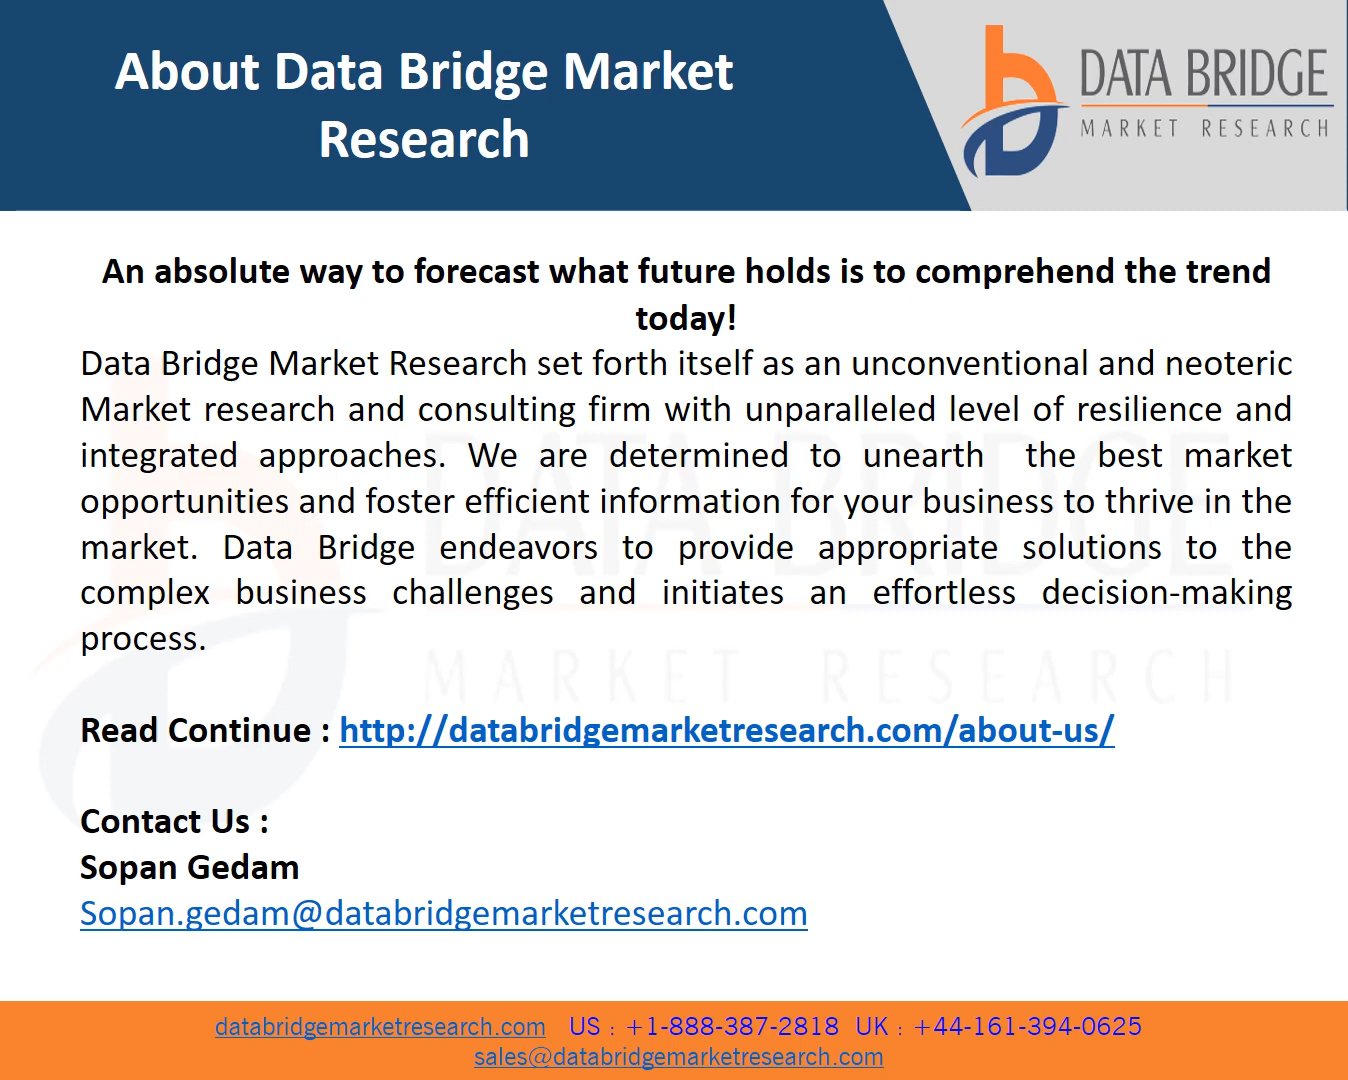 About Data Bridge Market
Research
DATA BRIDGE
MARKET RESEARCH
An absolute way to forecast what future holds is to comprehend the trend
today!
Data Bridge Market Research set forth itself as an unconventional and neoteric
Market research and consulting firm with unparalleled level of resilience and
integrated approaches. We are determined to unearth the best market
opportunities and foster efficient information for your business to thrive in the
market. Data Bridge endeavors to provide appropriate solutions to the
complex business challenges and initiates an effortless decision-making
process.
DATA BRIDGE
MARKET RESEARCH
Read Continue : http://databridgemarketresearch.com/about-us/
Contact Us :
Sopan Gedam
Sopan.gedam@databridgemarketresearch.com
databridgemarketresearch.com US : +1-888-387-2818 UK : +44-161-394-0625
sales@databridgemarketresearch.com